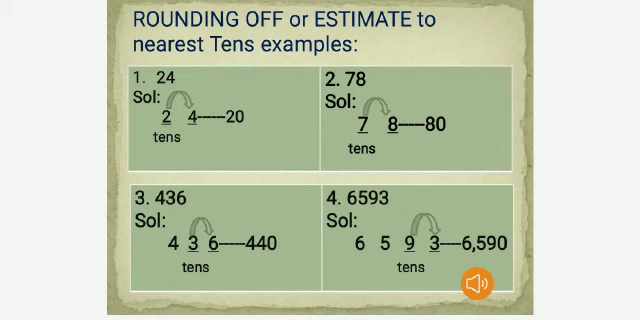 ROUNDING OFF or ESTIMATE to
nearest Tens examples:
1. 24
Sol:
2 4-----20
tens
2. 78
Sol:
7 8-----80
tens
3. 436
Sol:
4 3 6-----440
tens
4. 6593
Sol:
6 5 9 3----6,590
tens